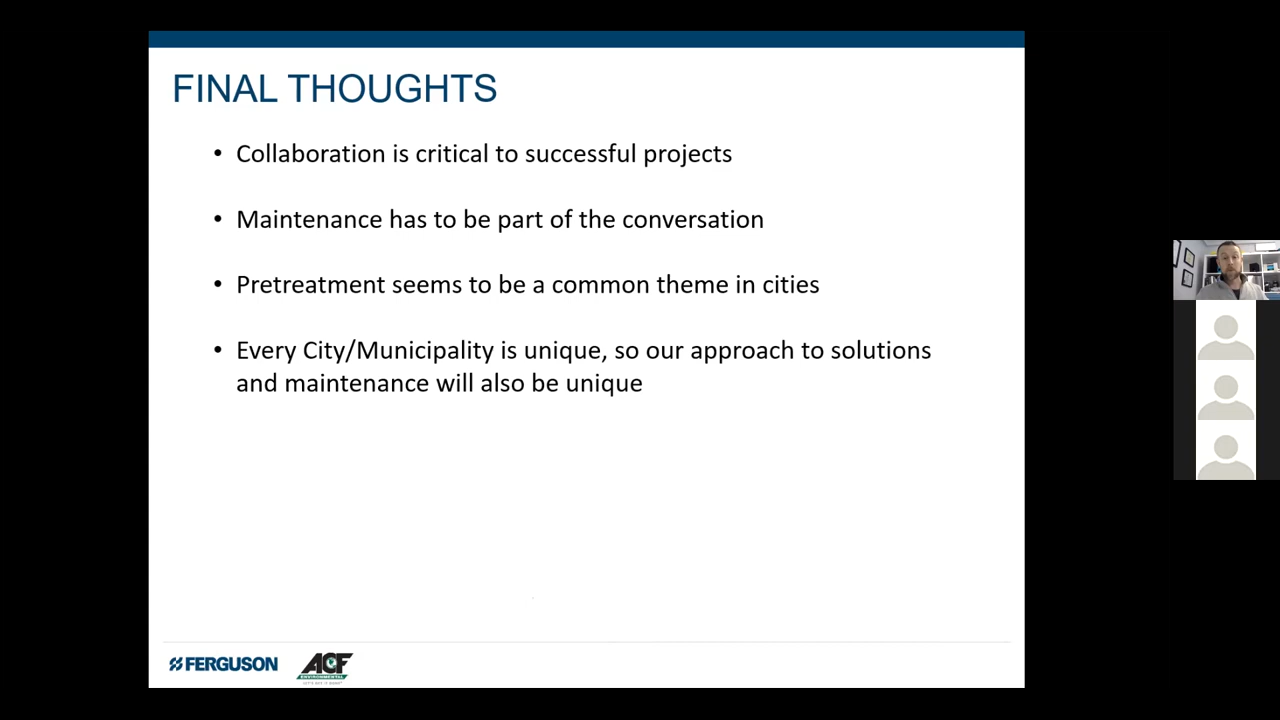 FINAL THOUGHTS
• Collaboration is critical to successful projects
• Maintenance has to be part of the conversation
• Pretreatment seems to be a common theme in cities
• Every City/Municipality is unique, so our approach to solutions
and maintenance will also be unique
FERGUSON
ACF
ENVIRONMENTAL